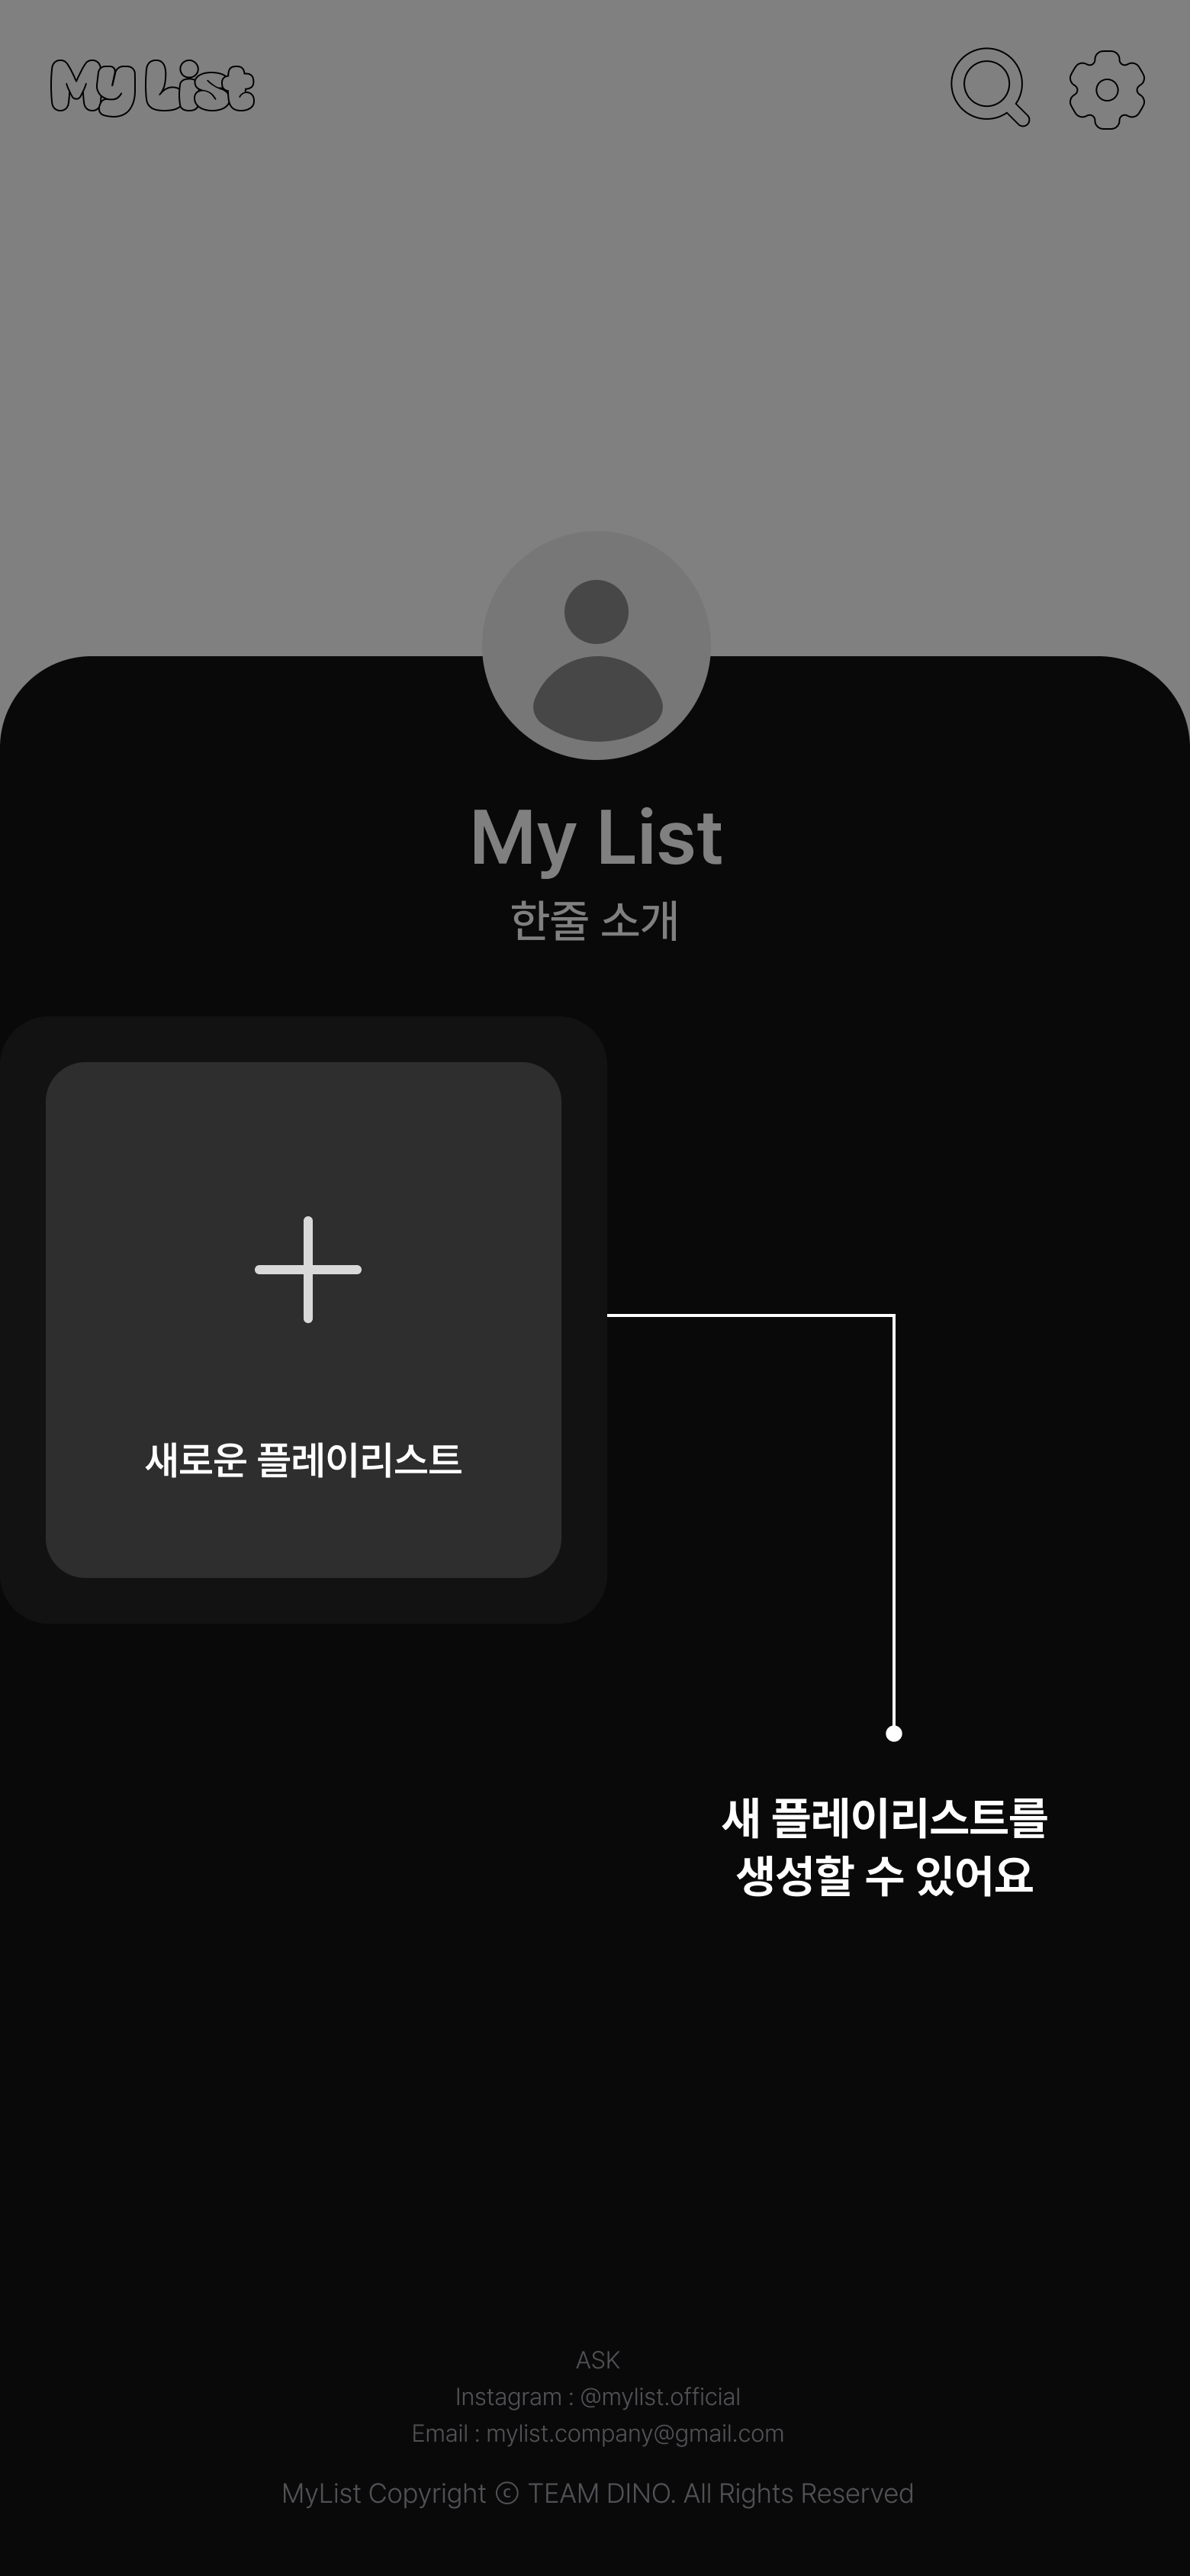 My List
My List
한줄 소개
새로운 플레이리스트
새 플레이리스트를
생성할 수 있어요
ASK
Instagram : @mylist.official
Email : mylist.company@gmail.com
MyList Copyright ⓒ TEAM DINO. All Rights Reserved